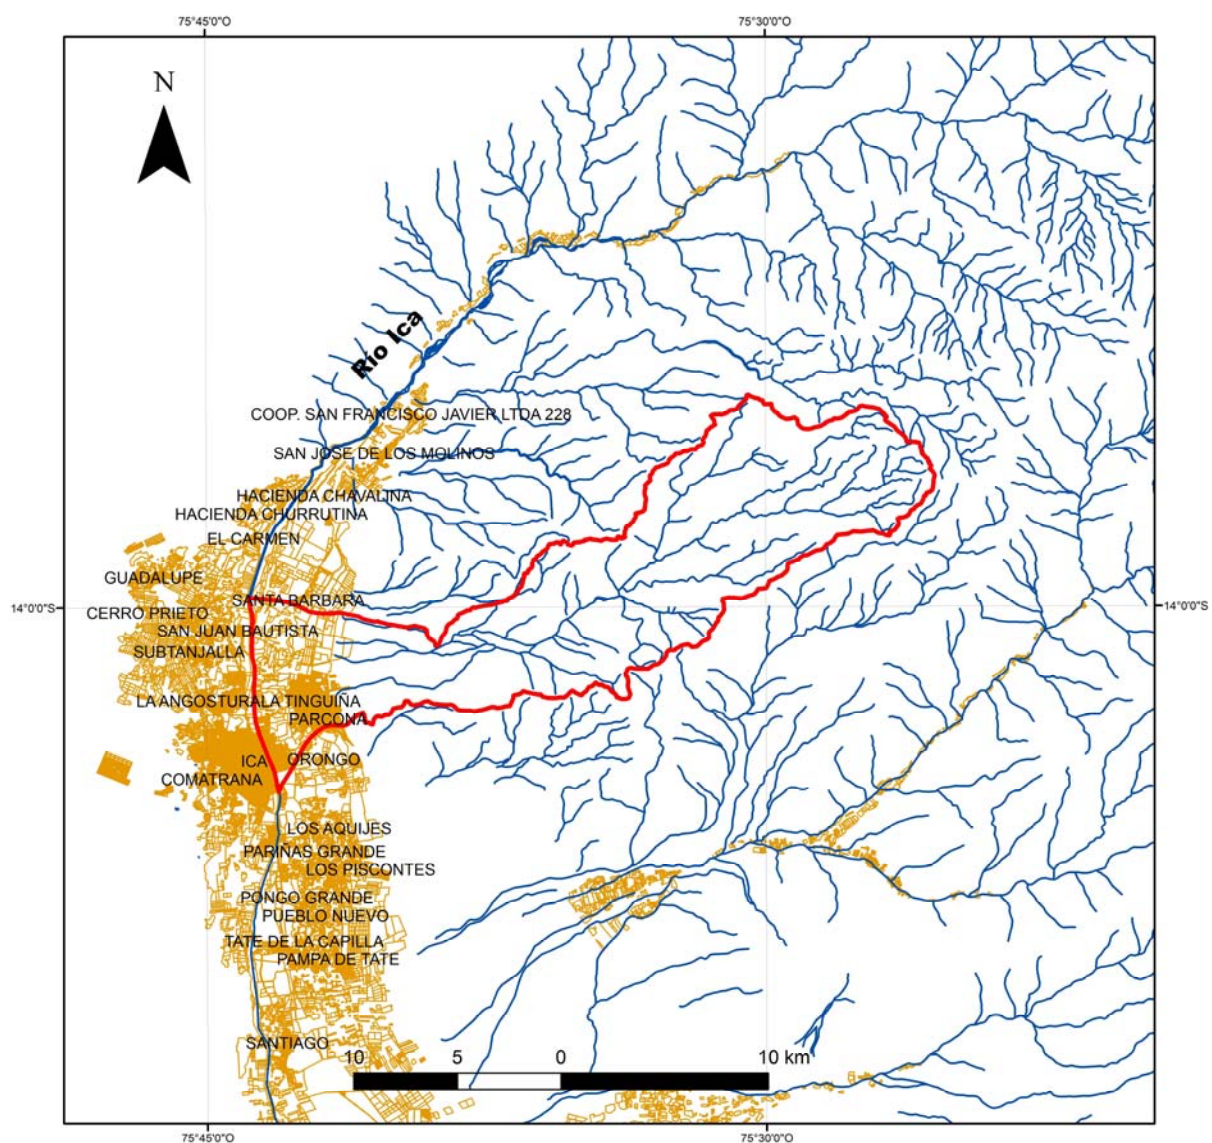 75°45'0"O
75°30'0"O
N
Río Ica
COOP. SAN FRANCISCO JAVIER LTDA 228
SAN JOSE DE LOS MOLINOS
HACIENDA CHAVALINA
HACIENDA CHURRUTINA
EL CARMEN
GUADALUPE
SANTA BARBARA
14°0'0"S
14°0'0"S
CERRO PRIETO
SAN JUAN BAUTISTA
SUBTANJALLA
LA ANGOSTURALA TINGUIÑA
PARCONA
ICA
ORONGO
COMATRANA
LOS AQUIJES
PARIÑAS GRANDE
LOS PISCONTES
PONGO GRANDE
PUEBLO NUEVO
TATE DE LA CAPILLA
PAMPA DE TATE
SANTIAGO
10 5 0 10 km
75°45'0"O
75°30'0"O